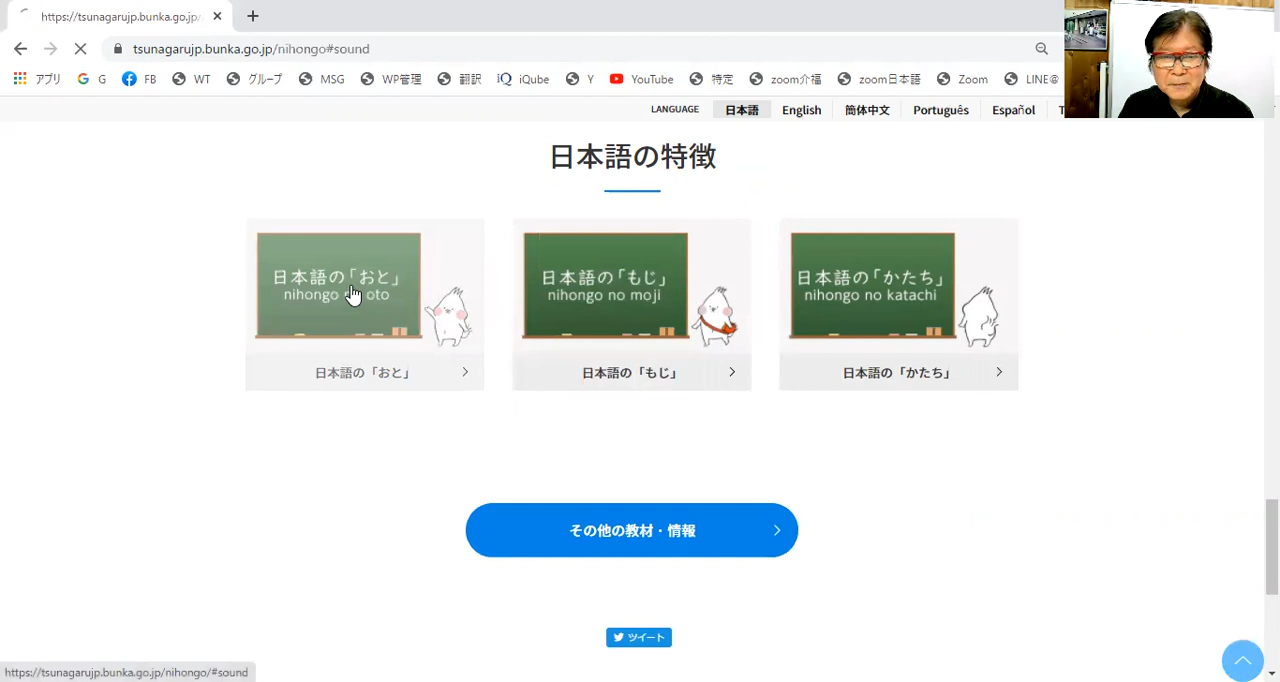 https://tsunagarujp.bunka.go.jp/
tsunagarujp.bunka.go.jp/nihongo#sound
アプリ G FB WT グループ MSG WP管理 翻訳 iQ iQube Y YouTube 特定 zoom介福 zoom日本語 Zoom LINE@
LANGUAGE 日本語 English 簡体中文 Português Español
日本語の特徴
日本語の「おと」
nihongo no oto
日本語の「おと」
日本語の「もじ」
nihongo no moji
日本語の「もじ」
日本語の「かたち」
nihongo no katachi
日本語の「かたち」
その他の教材・情報
ツイート
https://tsunagarujp.bunka.go.jp/nihongo/#sound